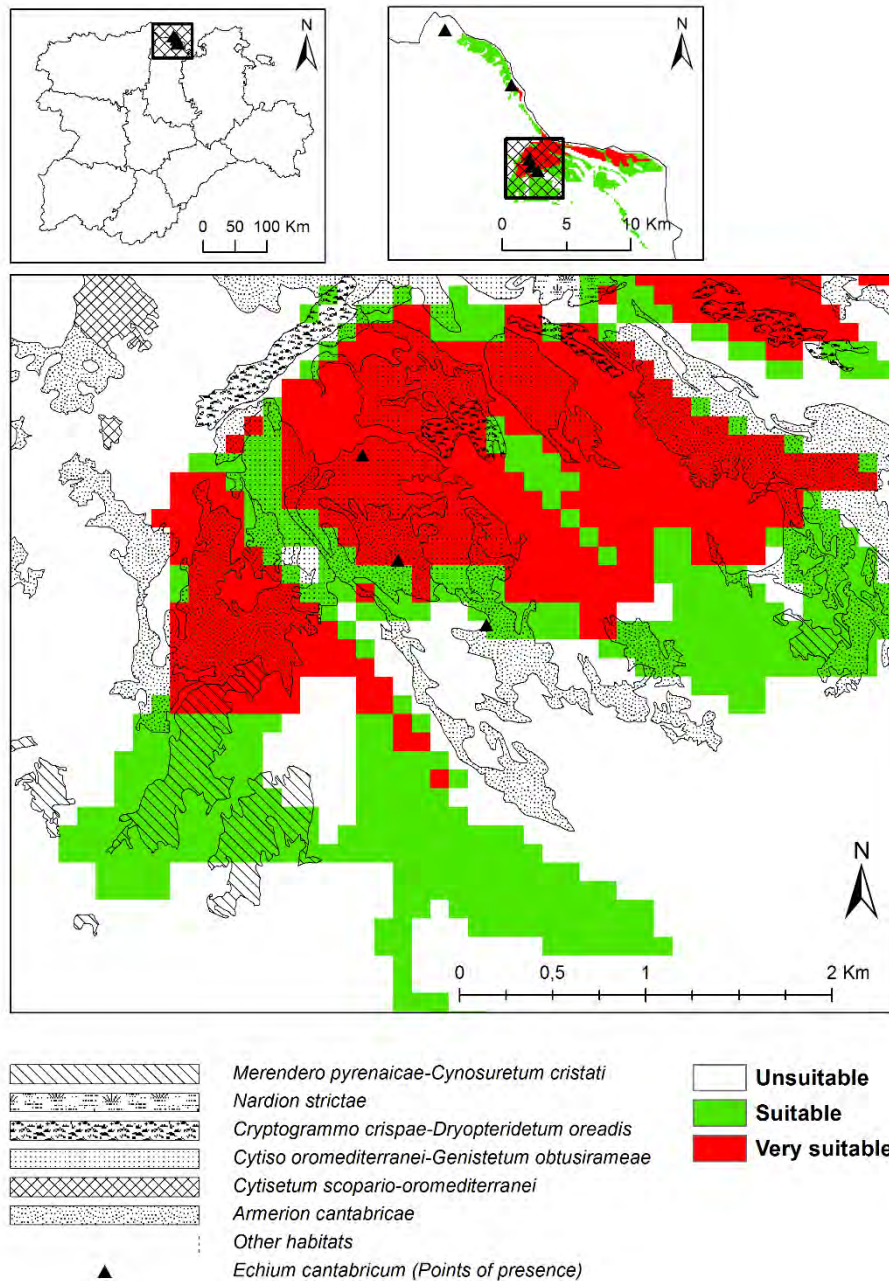 N
0 50 100 Km
N
0 5 10 Km
N
0 0,5 1 2 Km
Merendero pyrenaicae-Cynosuretum cristati
Nardion strictae
Cryptogrammo crispae-Dryopteridetum oreadis
Cytiso oromediterranei-Genistetum obtusirameae
Cytisetum scopario-oromediterranei
Armerion cantabricae
Other habitats
Echium cantabricum (Points of presence)
Unsuitable
Suitable
Very suitable